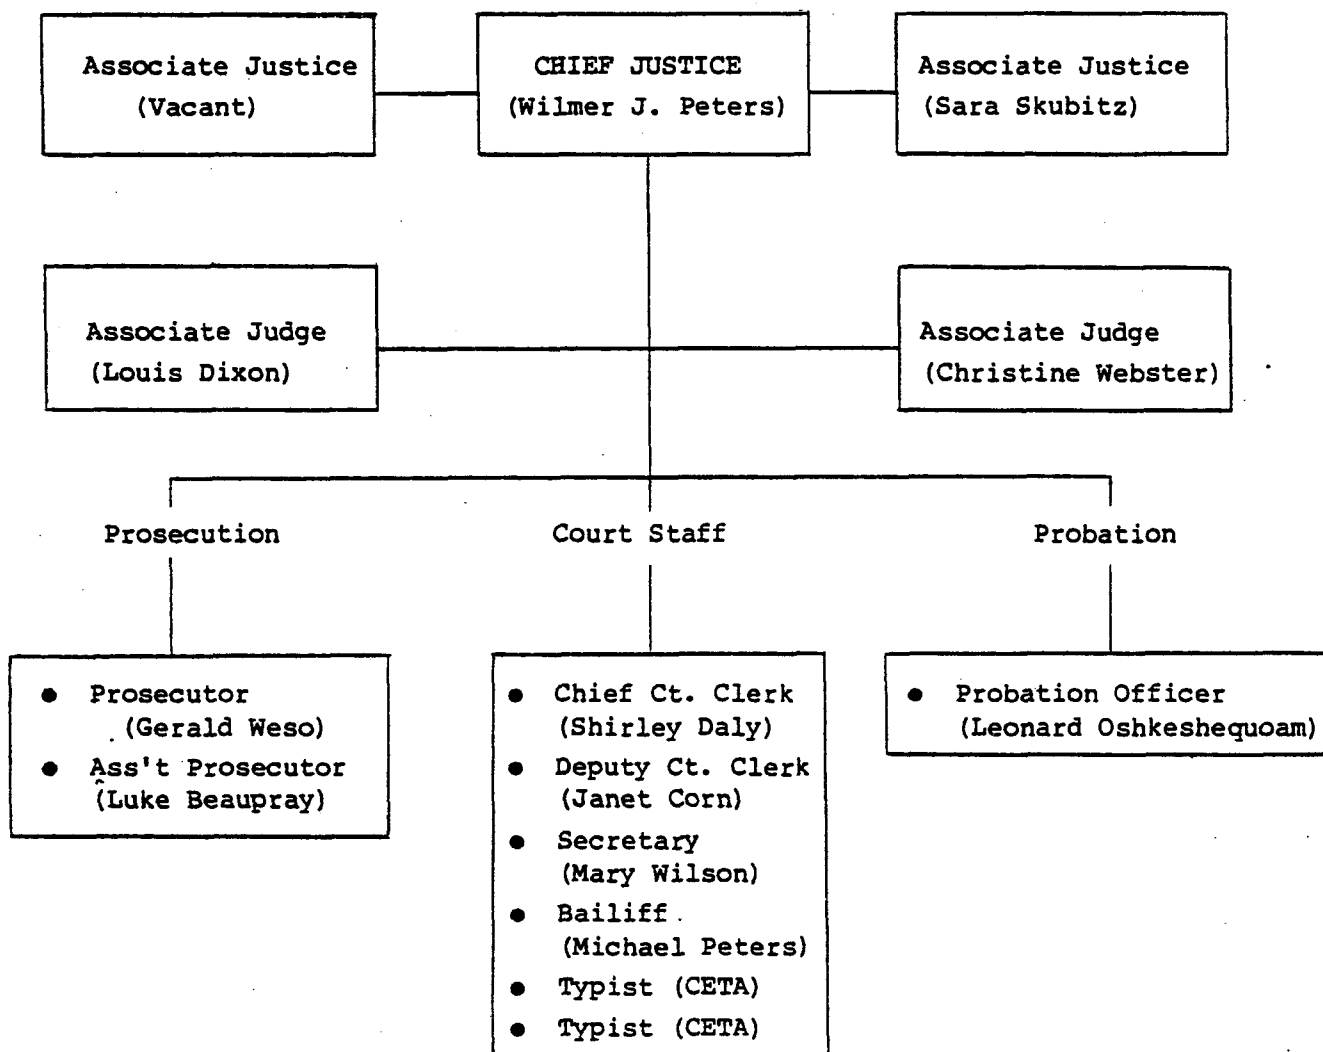 Associate Justice
(Vacant)
CHIEF JUSTICE
(Wilmer J. Peters)
Associate Justice
(Sara Skubitz)
Associate Judge
(Louis Dixon)
Associate Judge
(Christine Webster)
Prosecution
Court Staff
Probation
● Prosecutor
(Gerald Weso)
● Ass't Prosecutor
(Luke Beaupray)
● Chief Ct. Clerk
(Shirley Daly)
● Deputy Ct. Clerk
(Janet Corn)
● Secretary
(Mary Wilson)
● Bailiff
(Michael Peters)
● Typist (CETA)
● Typist (CETA)
● Probation Officer
(Leonard Oshkeshequoam)